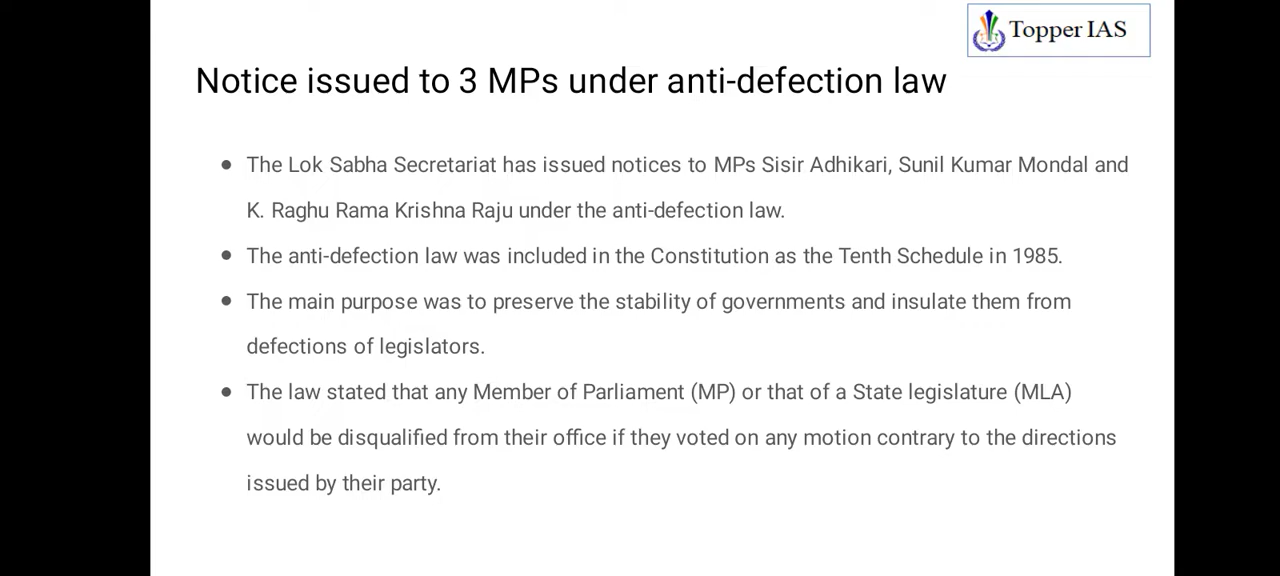 Topper IAS
Notice issued to 3 MPs under anti-defection law
● The Lok Sabha Secretariat has issued notices to MPs Sisir Adhikari, Sunil Kumar Mondal and
K. Raghu Rama Krishna Raju under the anti-defection law.
● The anti-defection law was included in the Constitution as the Tenth Schedule in 1985.
● The main purpose was to preserve the stability of governments and insulate them from
defections of legislators.
● The law stated that any Member of Parliament (MP) or that of a State legislature (MLA)
would be disqualified from their office if they voted on any motion contrary to the directions
issued by their party.